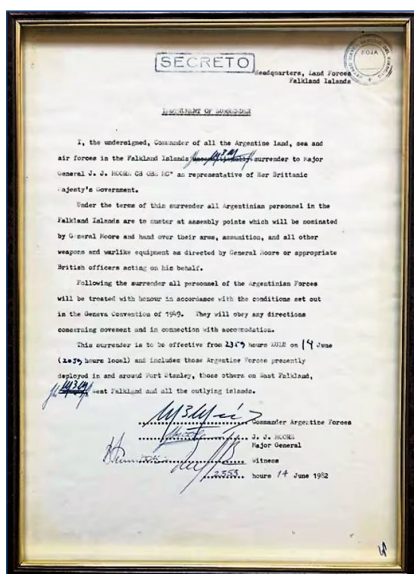 SECRETO
FOJA
Headquarters, Land Forces
Falkland Islands
INSTRUMENT OF SURRENDER
I, the undersigned, Commander of all the Argentine land, sea and
air forces in the Falkland Islands surrender to Major
General J. J. MOORE CB OBE MC* as representative of Her Brittanic
Majesty's Government.
Under the terms of this surrender all Argentinian personnel in the
Falkland Islands are to muster at assembly points which will be nominated
by General Moore and hand over their arms, ammunition, and all other
weapons and warlike equipment as directed by General Moore or appropriate
British officers acting on his behalf.
Following the surrender all personnel of the Argentinian Forces
will be treated with honour in accordance with the conditions set out
in the Geneva Convention of 1949. They will obey any directions
concerning movement and in connection with accommodation.
This surrender is to be effective from 2359 hours ZULU on 14 June
(2059 hours local) and includes those Argentine Forces presently
deployed in and around Port Stanley, those others on East Falkland,
West Falkland and all the outlying islands.
Commander Argentine Forces
J. J. MOORE
Major General
witness
2359 hours 14 June 1982